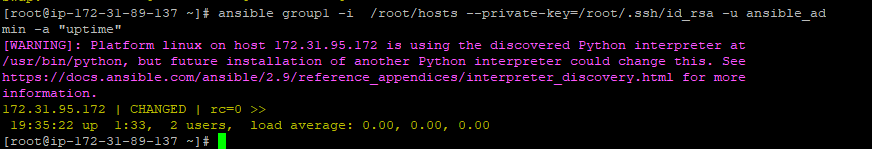 [root@ip-172-31-89-137 ~]# ansible group1 -i  /root/hosts --private-key=/root/.ssh/id_rsa -u ansible_ad
min -a "uptime"
[WARNING]: Platform linux on host 172.31.95.172 is using the discovered Python interpreter at
/usr/bin/python, but future installation of another Python interpreter could change this. See
https://docs.ansible.com/ansible/2.9/reference_appendices/interpreter_discovery.html for more
information.
172.31.95.172 | CHANGED | rc=0 >>
 19:35:22 up  1:33,  2 users,  load average: 0.00, 0.00, 0.00
[root@ip-172-31-89-137 ~]#